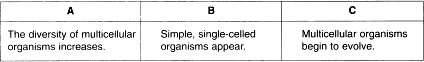 A B C
The diversity of multicellular Simple, single-celled Multicellular organisms
organisms increases. organisms appear. begin to evolve.